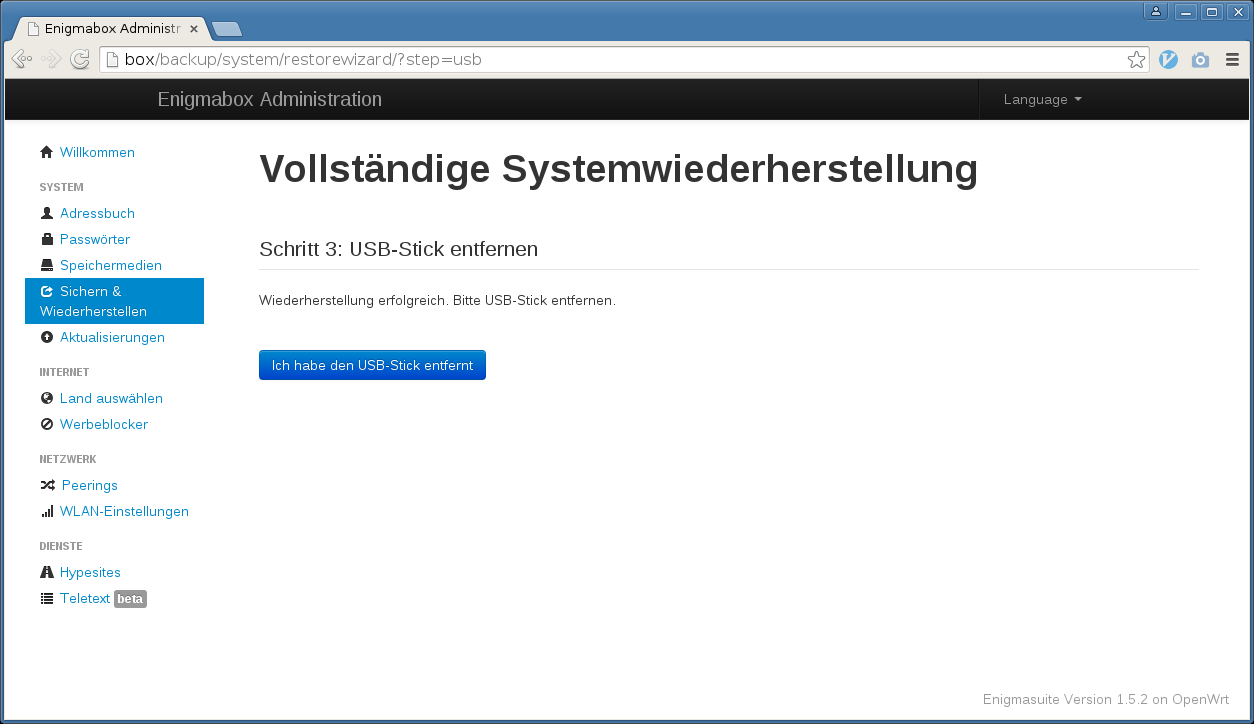 Enigmabox Administr
box/backup/system/restorewizard/?step=usb
Enigmabox Administration
Language
Willkommen
SYSTEM
Adressbuch
Passwörter
Speichermedien
Sichern &
Wiederherstellen
Aktualisierungen
INTERNET
Land auswählen
Werbeblocker
NETZWERK
Peerings
WLAN-Einstellungen
DIENSTE
Hypesites
Teletext beta
Vollständige Systemwiederherstellung
Schritt 3: USB-Stick entfernen
Wiederherstellung erfolgreich. Bitte USB-Stick entfernen.
Ich habe den USB-Stick entfernt
Enigmasuite Version 1.5.2 on OpenWrt